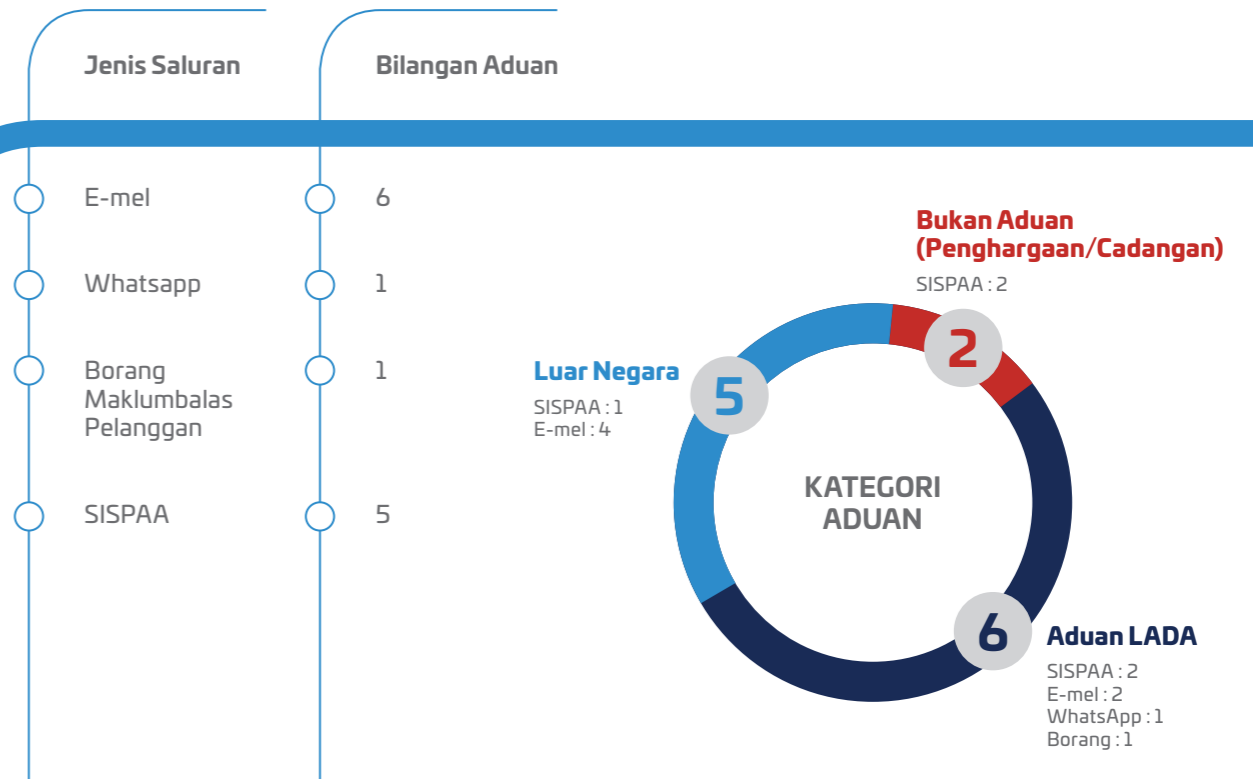 Jenis Saluran
Bilangan Aduan
E-mel
6
Whatsapp
1
Borang
Maklumbalas
Pelanggan
1
SISPAA
5
Bukan Aduan
(Penghargaan/Cadangan)
SISPAA : 2
2
Luar Negara
SISPAA : 1
E-mel : 4
5
KATEGORI
ADUAN
6
Aduan LADA
SISPAA : 2
E-mel : 2
WhatsApp : 1
Borang : 1